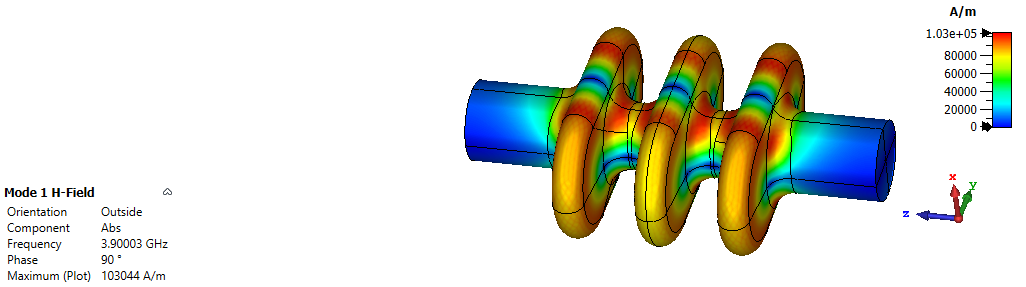 A/m
1.03e+05
80000
60000
40000
20000
0
x
y
z
Mode 1 H-Field
Orientation Outside
Component Abs
Frequency 3.90003 GHz
Phase 90 °
Maximum (Plot) 103044 A/m